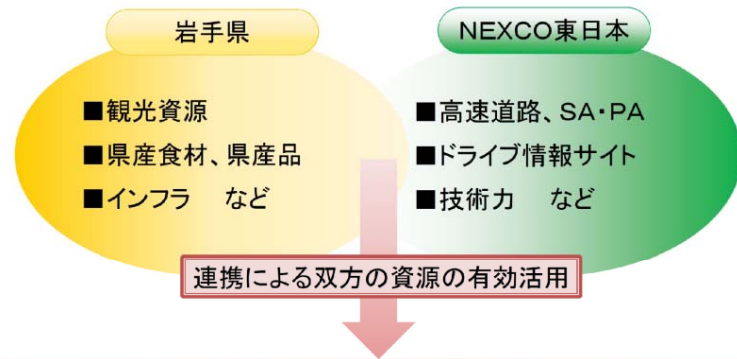 岩手県
■観光資源
■県産食材、県産品
■インフラ　など
NEXCO東日本
■高速道路、SA・PA
■ドライブ情報サイト
■技術力　など
連携による双方の資源の有効活用